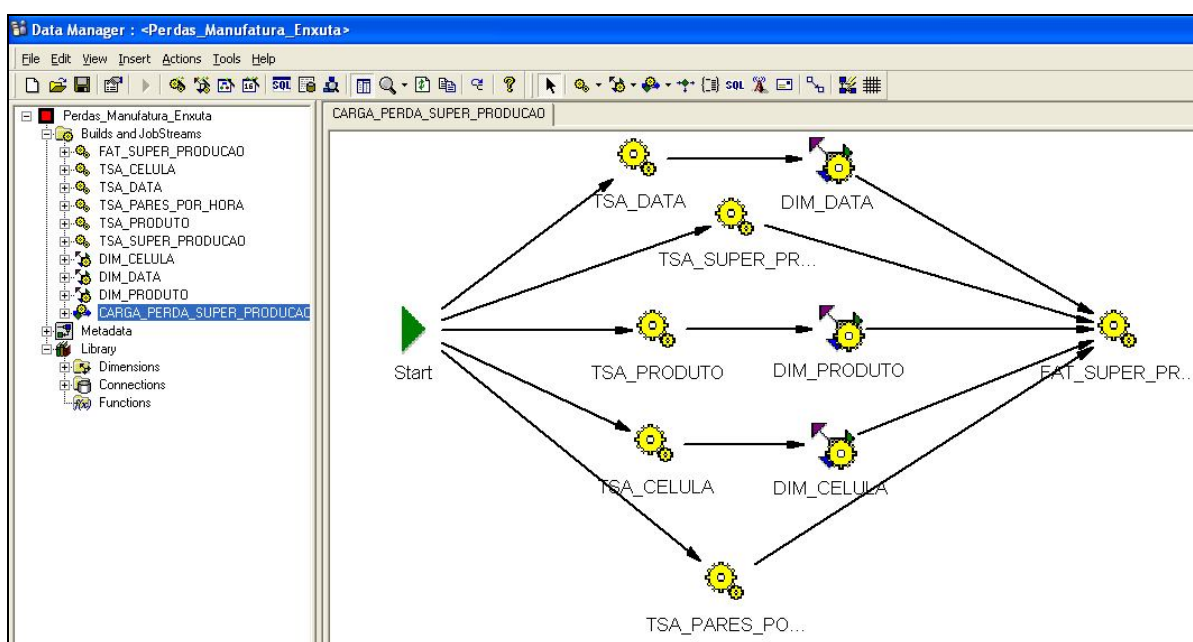 Data Manager : <Perdas_Manufatura_Enxuta>
File Edit View Insert Actions Tools Help
SQL
SQL
Perdas_Manufatura_Enxuta
Builds and JobStreams
FAT_SUPER_PRODUCAO
TSA_CELULA
TSA_DATA
TSA_PARES_POR_HORA
TSA_PRODUTO
TSA_SUPER_PRODUCAO
DIM_CELULA
DIM_DATA
DIM_PRODUTO
CARGA_PERDA_SUPER_PRODUCAO
Metadata
Library
Dimensions
Connections
f(x) Functions
CARGA_PERDA_SUPER_PRODUCAO
TSA_DATA DIM_DATA
TSA_SUPER_PR...
Start TSA_PRODUTO DIM_PRODUTO FAT_SUPER_PR...
TSA_CELULA DIM_CELULA
TSA_PARES_PO...